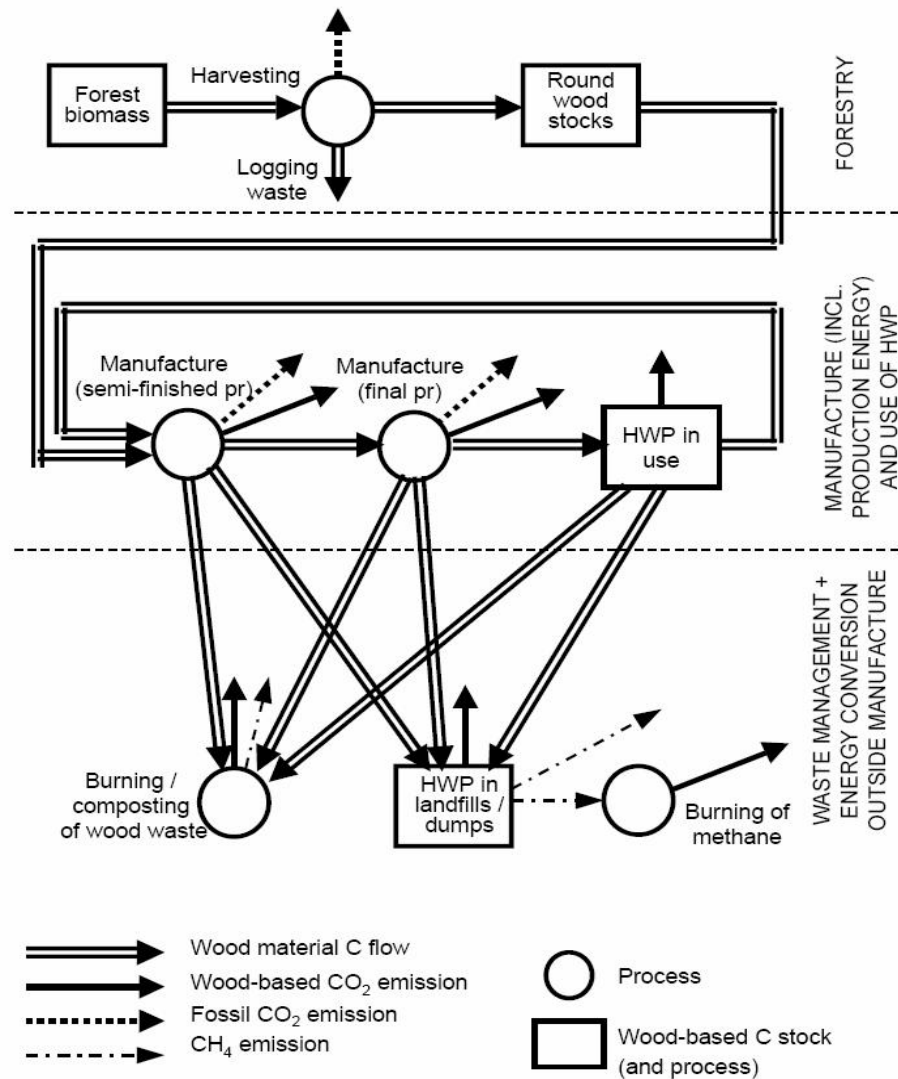 Harvesting
Forest
biomass
Round
wood
stocks
Logging
waste
FORESTRY
Manufacture
(semi-finished pr)
Manufacture
(final pr)
HWP in
use
MANUFACTURE (INCL.
PRODUCTION ENERGY)
AND USE OF HWP
Burning /
composting
of wood waste
HWP in
landfills /
dumps
Burning of
methane
WASTE MANAGEMENT +
ENERGY CONVERSION
OUTSIDE MANUFACTURE
Wood material C flow
Wood-based CO₂ emission
Fossil CO₂ emission
CH₄ emission
Process
Wood-based C stock
(and process)